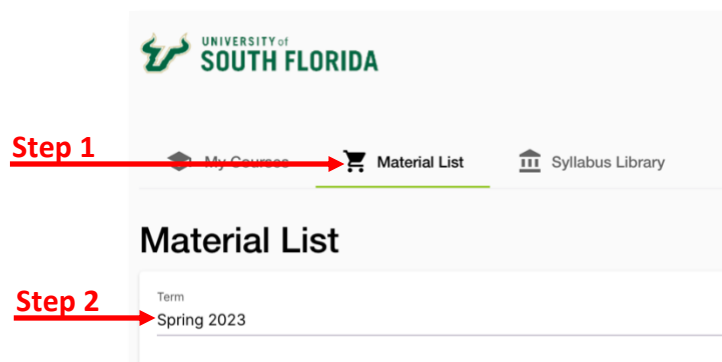 UNIVERSITY of
SOUTH FLORIDA
Step 1
My Courses Material List Syllabus Library
Material List
Step 2
Term
Spring 2023